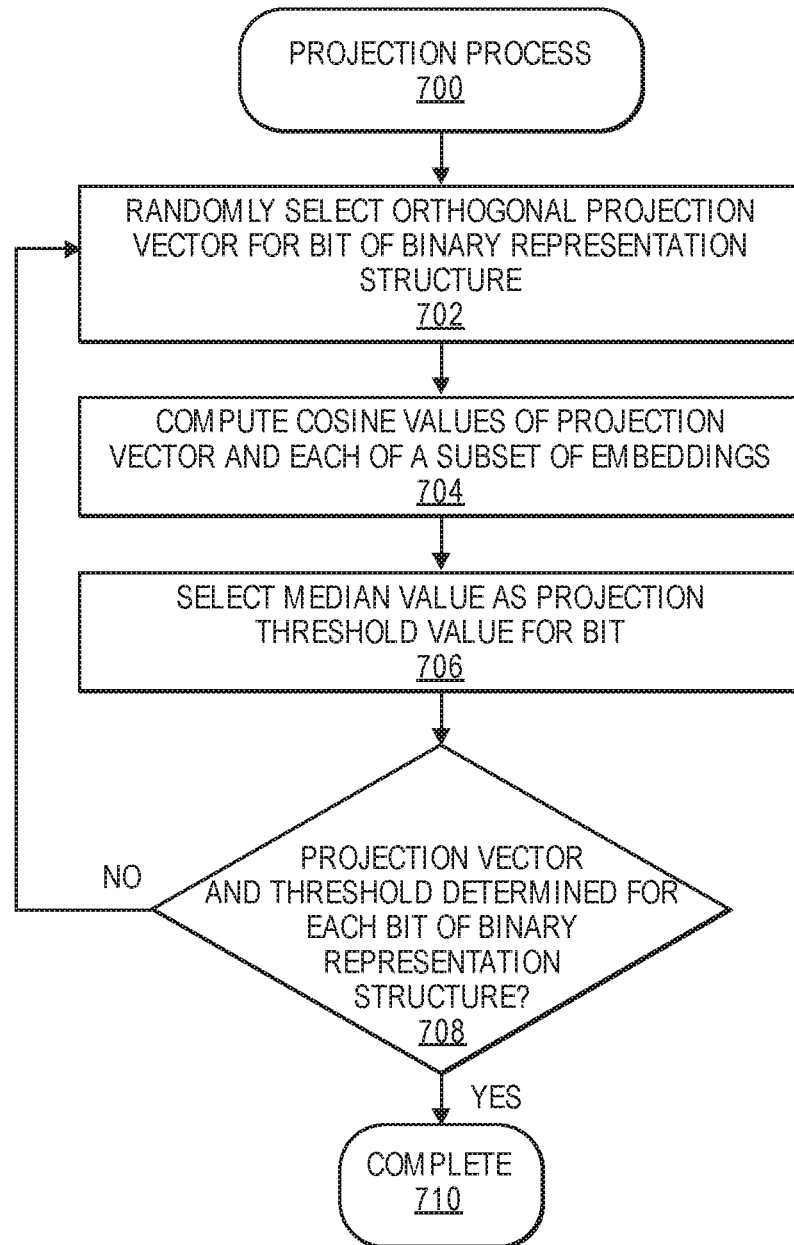 PROJECTION PROCESS
700
RANDOMLY SELECT ORTHOGONAL PROJECTION
VECTOR FOR BIT OF BINARY REPRESENTATION
STRUCTURE
702
COMPUTE COSINE VALUES OF PROJECTION
VECTOR AND EACH OF A SUBSET OF EMBEDDINGS
704
SELECT MEDIAN VALUE AS PROJECTION
THRESHOLD VALUE FOR BIT
706
NO
PROJECTION VECTOR
AND THRESHOLD DETERMINED FOR
EACH BIT OF BINARY
REPRESENTATION
STRUCTURE?
708
YES
COMPLETE
710